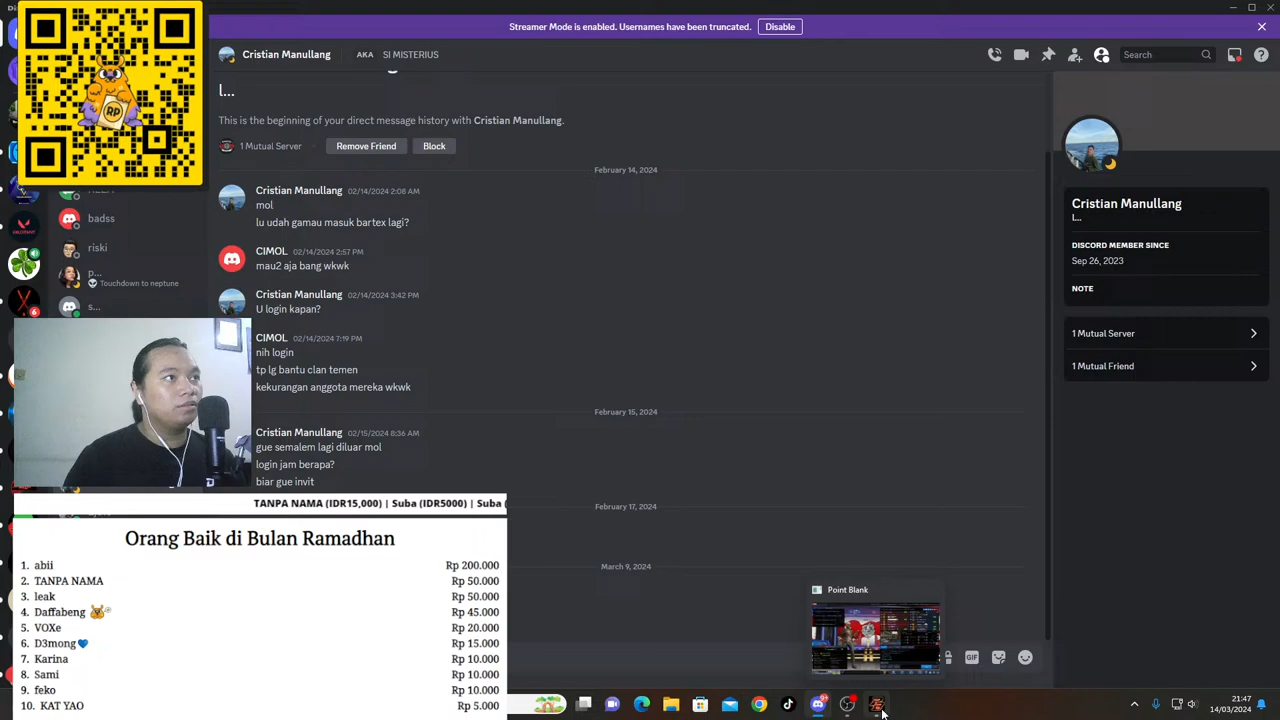 Streamer Mode is enabled. Usernames have been truncated.
Disable
Cristian Manullang
AKA
SI MISTERIUS
Search
l...
This is the beginning of your direct message history with Cristian Manullang.
1 Mutual Server
Remove Friend
Block
RP
badss
riski
p...
Touchdown to neptune
s...
6
February 14, 2024
Cristian Manullang 02/14/2024 2:08 AM
mol
lu udah gamau masuk bartex lagi?
CIMOL 02/14/2024 2:57 PM
mau2 aja bang wkwk
Cristian Manullang 02/14/2024 3:42 PM
U login kapan?
CIMOL 02/14/2024 7:19 PM
nih login
tp lg bantu clan temen
kekurangan anggota mereka wkwk
February 15, 2024
Cristian Manullang 02/15/2024 8:36 AM
gue semalem lagi diluar mol
login jam berapa?
biar gue invit
February 17, 2024
March 9, 2024
Cristian Manullang
l...
DISCORD MEMBER SINCE
Sep 26, 2023
NOTE
1 Mutual Server
1 Mutual Friend
TANPA NAMA (IDR15,000) | Suba (IDR5000) | Suba (
Orang Baik di Bulan Ramadhan
1. abii Rp 200.000
2. TANPA NAMA Rp 50.000
3. leak Rp 50.000
4. Daffabeng Rp 45.000
5. VOXe Rp 20.000
6. D3mong💙 Rp 15.000
7. Karina Rp 10.000
8. Sami Rp 10.000
9. feko Rp 10.000
10. KAT YAO Rp 5.000
Point Blank
GIF
21:47
14/03/2024